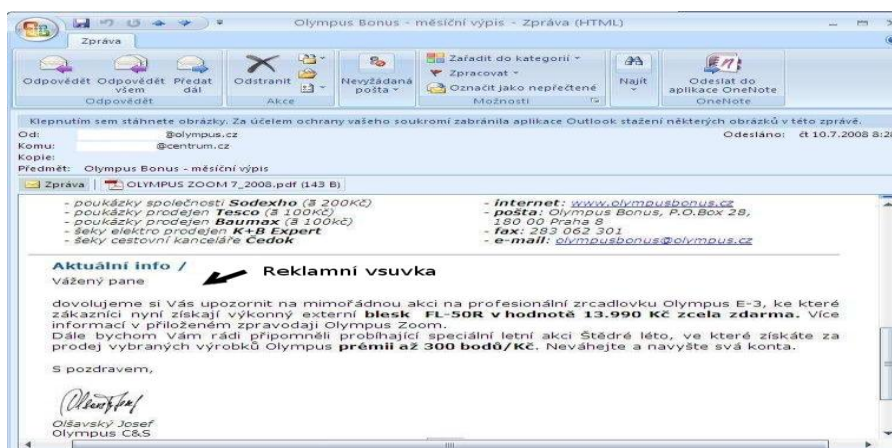 Olympus Bonus - měsíční výpis - Zpráva (HTML)
Zpráva
Odpovědět Odpovědět všem Předat dál
Odpovědět
Odstranit
Akce
Nevyžádaná pošta
Zařadit do kategorií
Zpracovat
Označit jako nepřečtené
Možnosti
Najít
Odeslat do aplikace OneNote
OneNote
Klepnutím sem stáhnete obrázky. Za účelem ochrany vašeho soukromí zabránila aplikace Outlook stažení některých obrázků v této zprávě.
Od: @olympus.cz Odesláno: čt 10.7.2008 8:28
Komu: @centrum.cz
Kopie:
Předmět: Olympus Bonus - měsíční výpis
Zpráva OLYMPUS ZOOM 7_2008.pdf (143 B)
- poukázky společnosti Sodexho (ā 200Kč)
- poukázky prodejen Tesco (ā 100Kč)
- poukázky prodejen Baumax (ā 100Kč)
- šeky elektro prodejen K+B Expert
- šeky cestovní kanceláře Čedok
- internet: www.olympusbonus.cz
- pošta: Olympus Bonus, P.O.Box 28,
180 00 Praha 8
- fax: 283 062 301
- e-mail: olympusbonus@olympus.cz
Aktuální info /
Reklamní vsuvka
Vážený pane
dovolujeme si Vás upozornit na mimořádnou akci na profesionální zrcadlovku Olympus E-3, ke které
zákazníci nyní získají výkonný externí blesk FL-50R v hodnotě 13.990 Kč zcela zdarma. Více
informací v přiloženém zpravodaji Olympus Zoom.
Dále bychom Vám rádi připomněli probíhající speciální letní akci Štědré léto, ve které získáte za
prodej vybraných výrobků Olympus prémii až 300 bodů/Kč. Neváhejte a navyšte svá konta.
S pozdravem,
Olšavský Josef
Olympus C&S